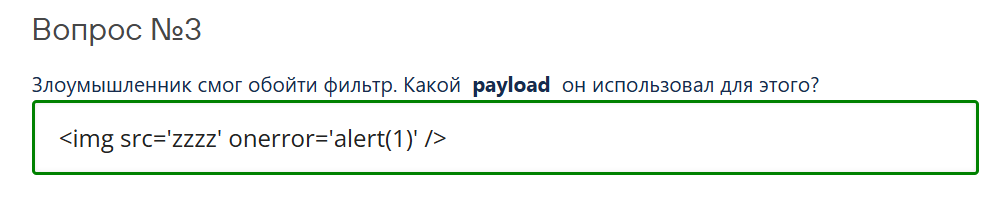 Вопрос №3
Злоумышленник смог обойти фильтр. Какой payload он использовал для этого?
<img src='zzzz' onerror='alert(1)' />